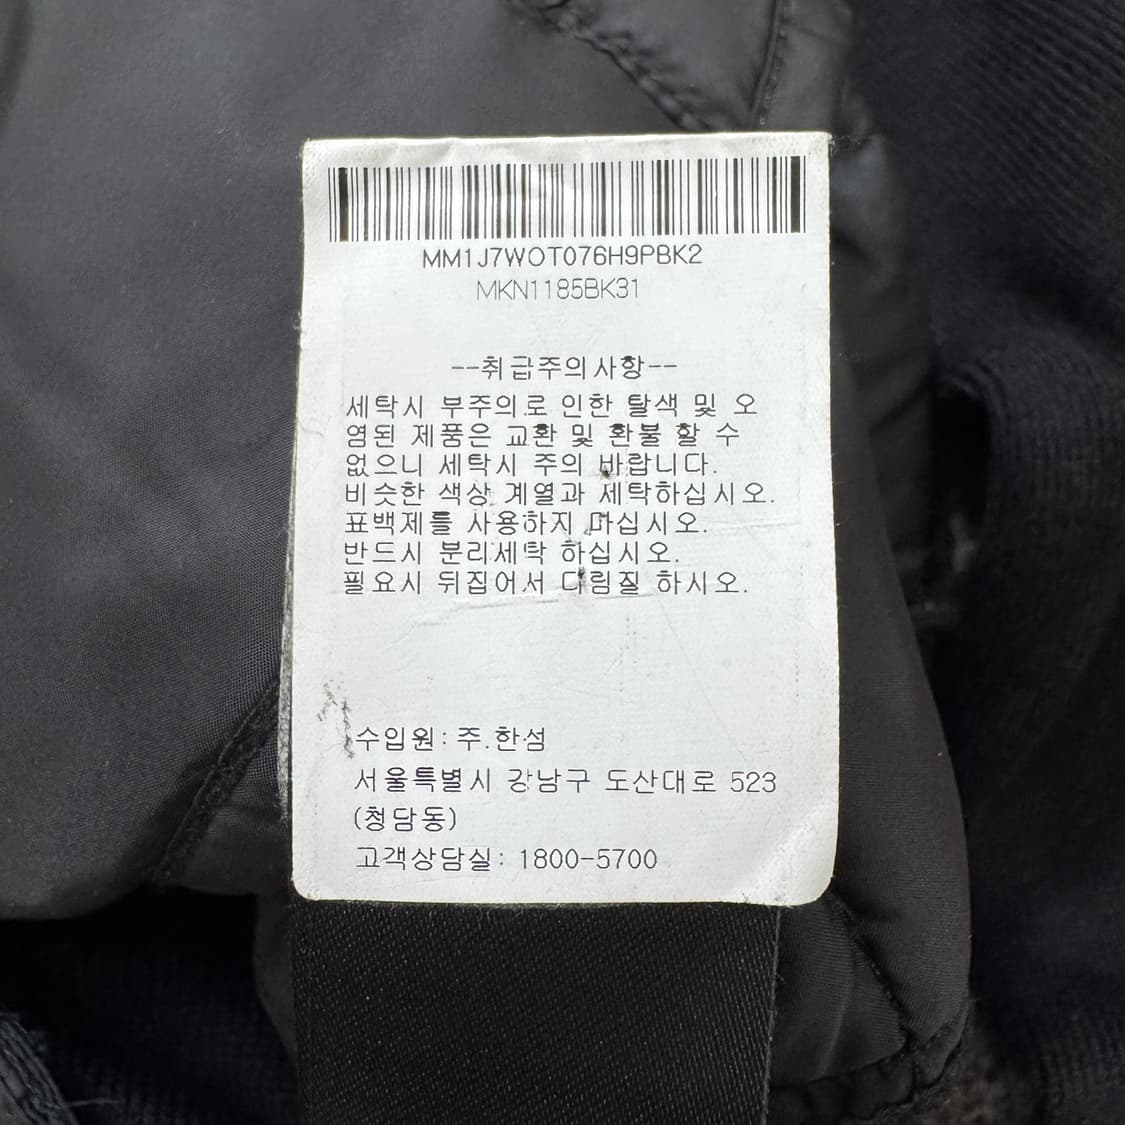 MM1J7WOT076H9PBK2
MKN1185BK31
--취급주의사항--
세탁시 부주의로 인한 탈색 및 오
염된 제품은 교환 및 환불 할 수
없으니 세탁시 주의 바랍니다.
비슷한 색상 계열과 세탁하십시오.
표백제를 사용하지 마십시오.
반드시 분리세탁 하십시오.
필요시 뒤집어서 다림질 하시오.
수입원:주.한섬
서울특별시 강남구 도산대로 523
(청담동)
고객상담실: 1800-5700